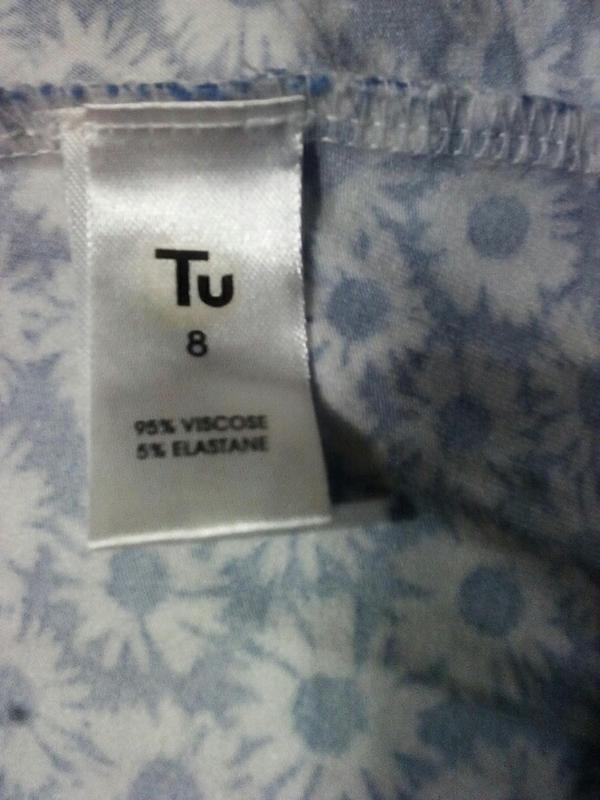 Tu
8
95% VISCOSE
5% ELASTANE